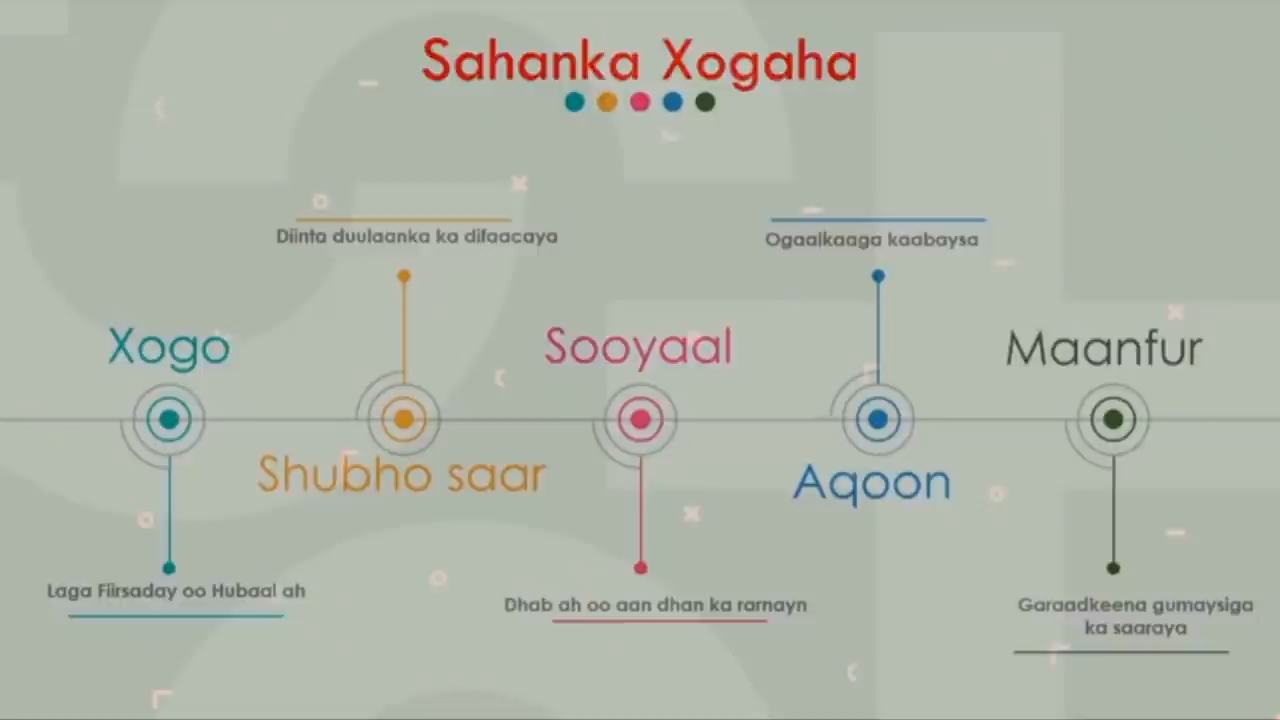 Sahanka Xogaha
Xogo
Laga Fiirsaday oo Hubaal ah
Diinta duulaanka ka difaacaya
Shubho saar
Sooyaal
Dhab ah oo aan dhan ka rarnayn
Ogaalkaaga kaabaysa
Aqoon
Maanfur
Garaadkeena gumaysiga
ka saaraya